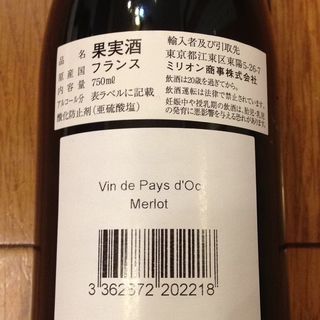 品名 果実酒
原産国 フランス
内容量 750ml
アルコール分 表ラベルに記載
酸化防止剤(亜硫酸塩)
輸入者及び引取先
東京都江東区東陽5-26-7
ミリオン商事株式会社
飲酒は20歳を過ぎてから。
飲酒運転は法律で禁止されています。
妊娠中や授乳期の飲酒は、胎児・乳児
の発育に悪影響を与える恐れがあります。
Vin de Pays d'Oc
Merlot
3 362372 202218